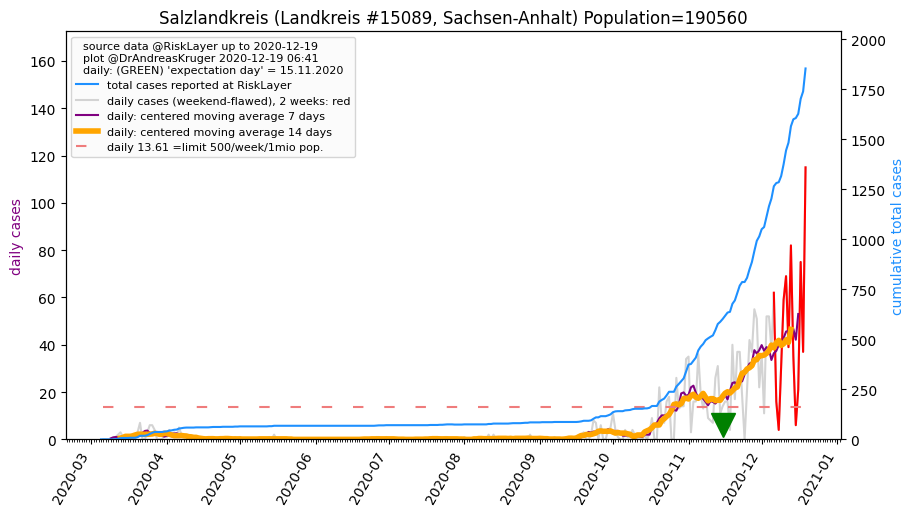 Salzlandkreis (Landkreis #15089, Sachsen-Anhalt) Population=190560
source data @RiskLayer up to 2020-12-19
plot @DrAndreasKruger 2020-12-19 06:41
daily: (GREEN) 'expectation day' = 15.11.2020
total cases reported at RiskLayer
daily cases (weekend-flawed), 2 weeks: red
daily: centered moving average 7 days
daily: centered moving average 14 days
daily 13.61 =limit 500/week/1mio pop.
daily cases
160
140
120
100
80
60
40
20
0
cumulative total cases
2000
1750
1500
1250
1000
750
500
250
0
2020-03
2020-04
2020-05
2020-06
2020-07
2020-08
2020-09
2020-10
2020-11
2020-12
2021-01